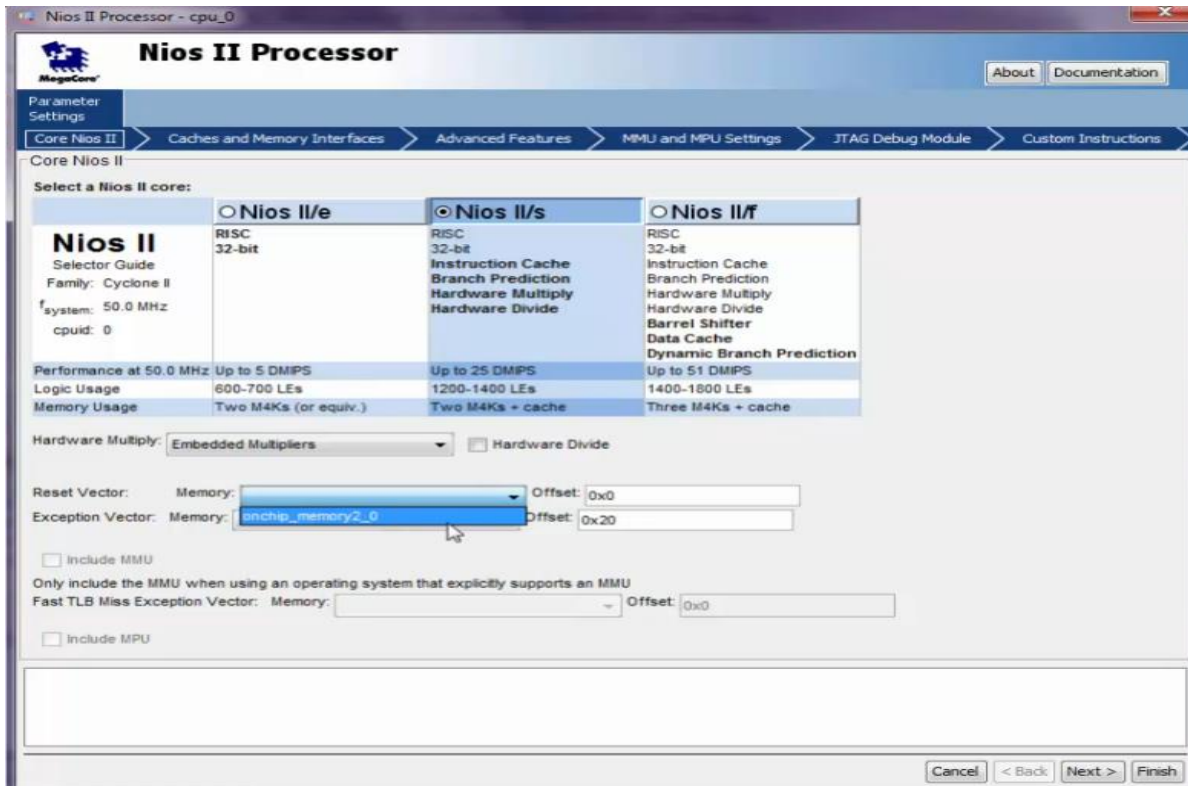 Nios II Processor - cpu_0
MegaCore'
Nios II Processor
About
Documentation
Parameter
Settings
Core Nios II
Caches and Memory Interfaces
Advanced Features
MMU and MPU Settings
JTAG Debug Module
Custom Instructions
Core Nios II
Select a Nios II core:
Nios II/e
Nios II/s
Nios II/f
Nios II
Selector Guide
Family: Cyclone II
fsystem: 50.0 MHz
cpuid: 0
RISC
32-bit
RISC
32-bit
Instruction Cache
Branch Prediction
Hardware Multiply
Hardware Divide
RISC
32-bit
Instruction Cache
Branch Prediction
Hardware Multiply
Hardware Divide
Barrel Shifter
Data Cache
Dynamic Branch Prediction
Performance at 50.0 MHz Up to 5 DMIPS Up to 25 DMIPS Up to 51 DMIPS
Logic Usage 600-700 LEs 1200-1400 LEs 1400-1800 LEs
Memory Usage Two M4Ks (or equiv.) Two M4Ks + cache Three M4Ks + cache
Hardware Multiply: Embedded Multipliers Hardware Divide
Reset Vector: Memory: Offset: 0x0
Exception Vector: Memory: onchip_memory2_0 Offset: 0x20
Include MMU
Only include the MMU when using an operating system that explicitly supports an MMU
Fast TLB Miss Exception Vector: Memory: Offset: 0x0
Include MPU
Cancel < Back Next > Finish